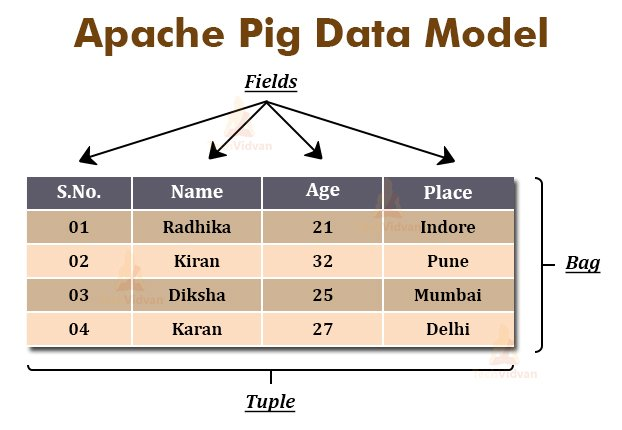 Apache Pig Data Model
Fields
S.No. Name Age Place
01 Radhika 21 Indore
02 Kiran 32 Pune
03 Diksha 25 Mumbai
04 Karan 27 Delhi
Bag
Tuple